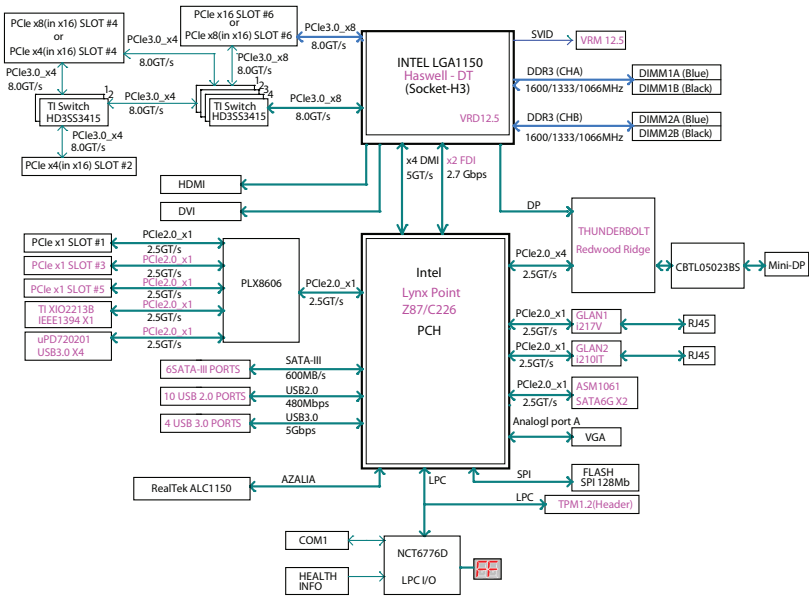 PCIe x8(in x16) SLOT #4
or
PCIe x4(in x16) SLOT #4
PCIe x16 SLOT #6
or
PCIe x8(in x16) SLOT #6
PCIe3.0_x8
8.0GT/s
PCIe3.0_x4
8.0GT/s
PCIe3.0_x8
8.0GT/s
PCIe3.0_x4
8.0GT/s
1
2
TI Switch
HD3SS3415
PCIe3.0_x4
8.0GT/s
1
2
3
4
TI Switch
HD3SS3415
PCIe3.0_x8
8.0GT/s
PCIe3.0_x4
8.0GT/s
PCIe x4(in x16) SLOT #2
INTEL LGA1150
Haswell - DT
(Socket-H3)
VRD12.5
SVID
VRM 12.5
DDR3 (CHA)
1600/1333/1066MHz
DIMM1A (Blue)
DIMM1B (Black)
DDR3 (CHB)
1600/1333/1066MHz
DIMM2A (Blue)
DIMM2B (Black)
x4 DMI
5GT/s
x2 FDI
2.7 Gbps
HDMI
DVI
DP
THUNDERBOLT
Redwood Ridge
PCIe2.0_x4
2.5GT/s
CBTL05023BS
Mini-DP
PCIe x1 SLOT #1
PCIe2.0_x1
2.5GT/s
PCIe x1 SLOT #3
PCIe2.0_x1
2.5GT/s
PCIe x1 SLOT #5
PCIe2.0_x1
2.5GT/s
TI XIO2213B
IEEE1394 X1
PCIe2.0_x1
2.5GT/s
uPD720201
USB3.0 X4
PCIe2.0_x1
2.5GT/s
PLX8606
PCIe2.0_x1
2.5GT/s
Intel
Lynx Point
Z87/C226
PCH
PCIe2.0_x1
2.5GT/s
GLAN1
i217V
RJ45
PCIe2.0_x1
2.5GT/s
GLAN2
i210IT
RJ45
PCIe2.0_x1
2.5GT/s
ASM1061
SATA6G X2
Analogl port A
VGA
6SATA-III PORTS
SATA-III
600MB/s
10 USB 2.0 PORTS
USB2.0
480Mbps
4 USB 3.0 PORTS
USB3.0
5Gbps
RealTek ALC1150
AZALIA
LPC
SPI
FLASH
SPI 128Mb
LPC
TPM1.2(Header)
COM1
HEALTH
INFO
NCT6776D
LPC I/O
FF